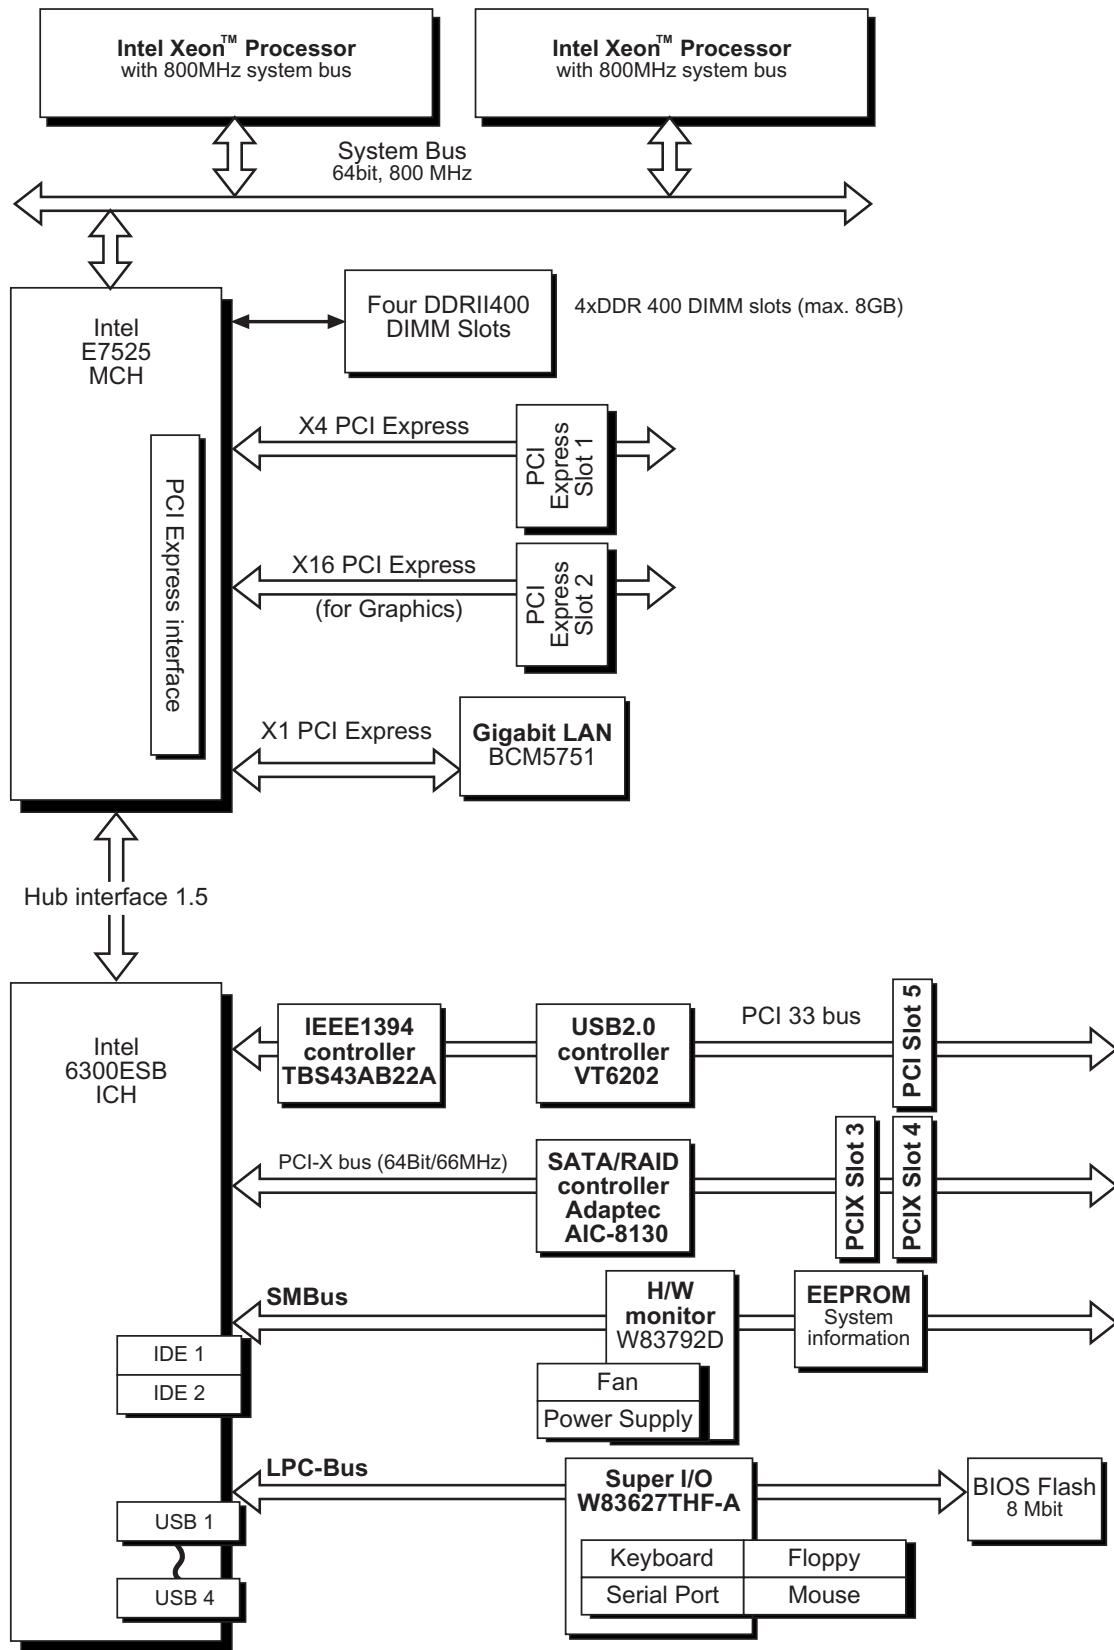 Intel Xeon™ Processor
with 800MHz system bus
Intel Xeon™ Processor
with 800MHz system bus
System Bus
64bit, 800 MHz
Intel
E7525
MCH
Four DDRII400
DIMM Slots
4xDDR 400 DIMM slots (max. 8GB)
PCI Express interface
X4 PCI Express
PCI
Express
Slot 1
X16 PCI Express
(for Graphics)
PCI
Express
Slot 2
X1 PCI Express
Gigabit LAN
BCM5751
Hub interface 1.5
Intel
6300ESB
ICH
IEEE1394
controller
TBS43AB22A
USB2.0
controller
VT6202
PCI 33 bus
PCI Slot 5
PCI-X bus (64Bit/66MHz)
SATA/RAID
controller
Adaptec
AIC-8130
PCIX Slot 3
PCIX Slot 4
SMBus
H/W
monitor
W83792D
Fan
Power Supply
EEPROM
System
information
IDE 1
IDE 2
LPC-Bus
Super I/O
W83627THF-A
Keyboard
Floppy
Serial Port
Mouse
BIOS Flash
8 Mbit
USB 1
USB 4